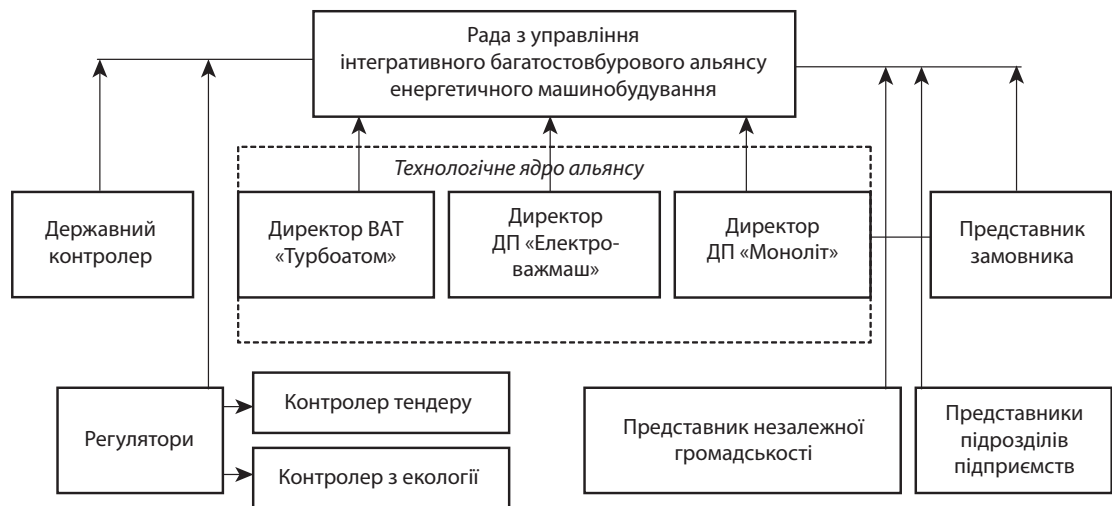 Рада з управління
інтегративного багатостовбурового альянсу
енергетичного машинобудування
Технологічне ядро альянсу
Державний
контролер
Директор ВАТ
«Турбоатом»
Директор
ДП «Електро-
важмаш»
Директор
ДП «Моноліт»
Представник
замовника
Регулятори
Контролер тендеру
Контролер з екології
Представник незалежної
громадськості
Представники
підрозділів
підприємств